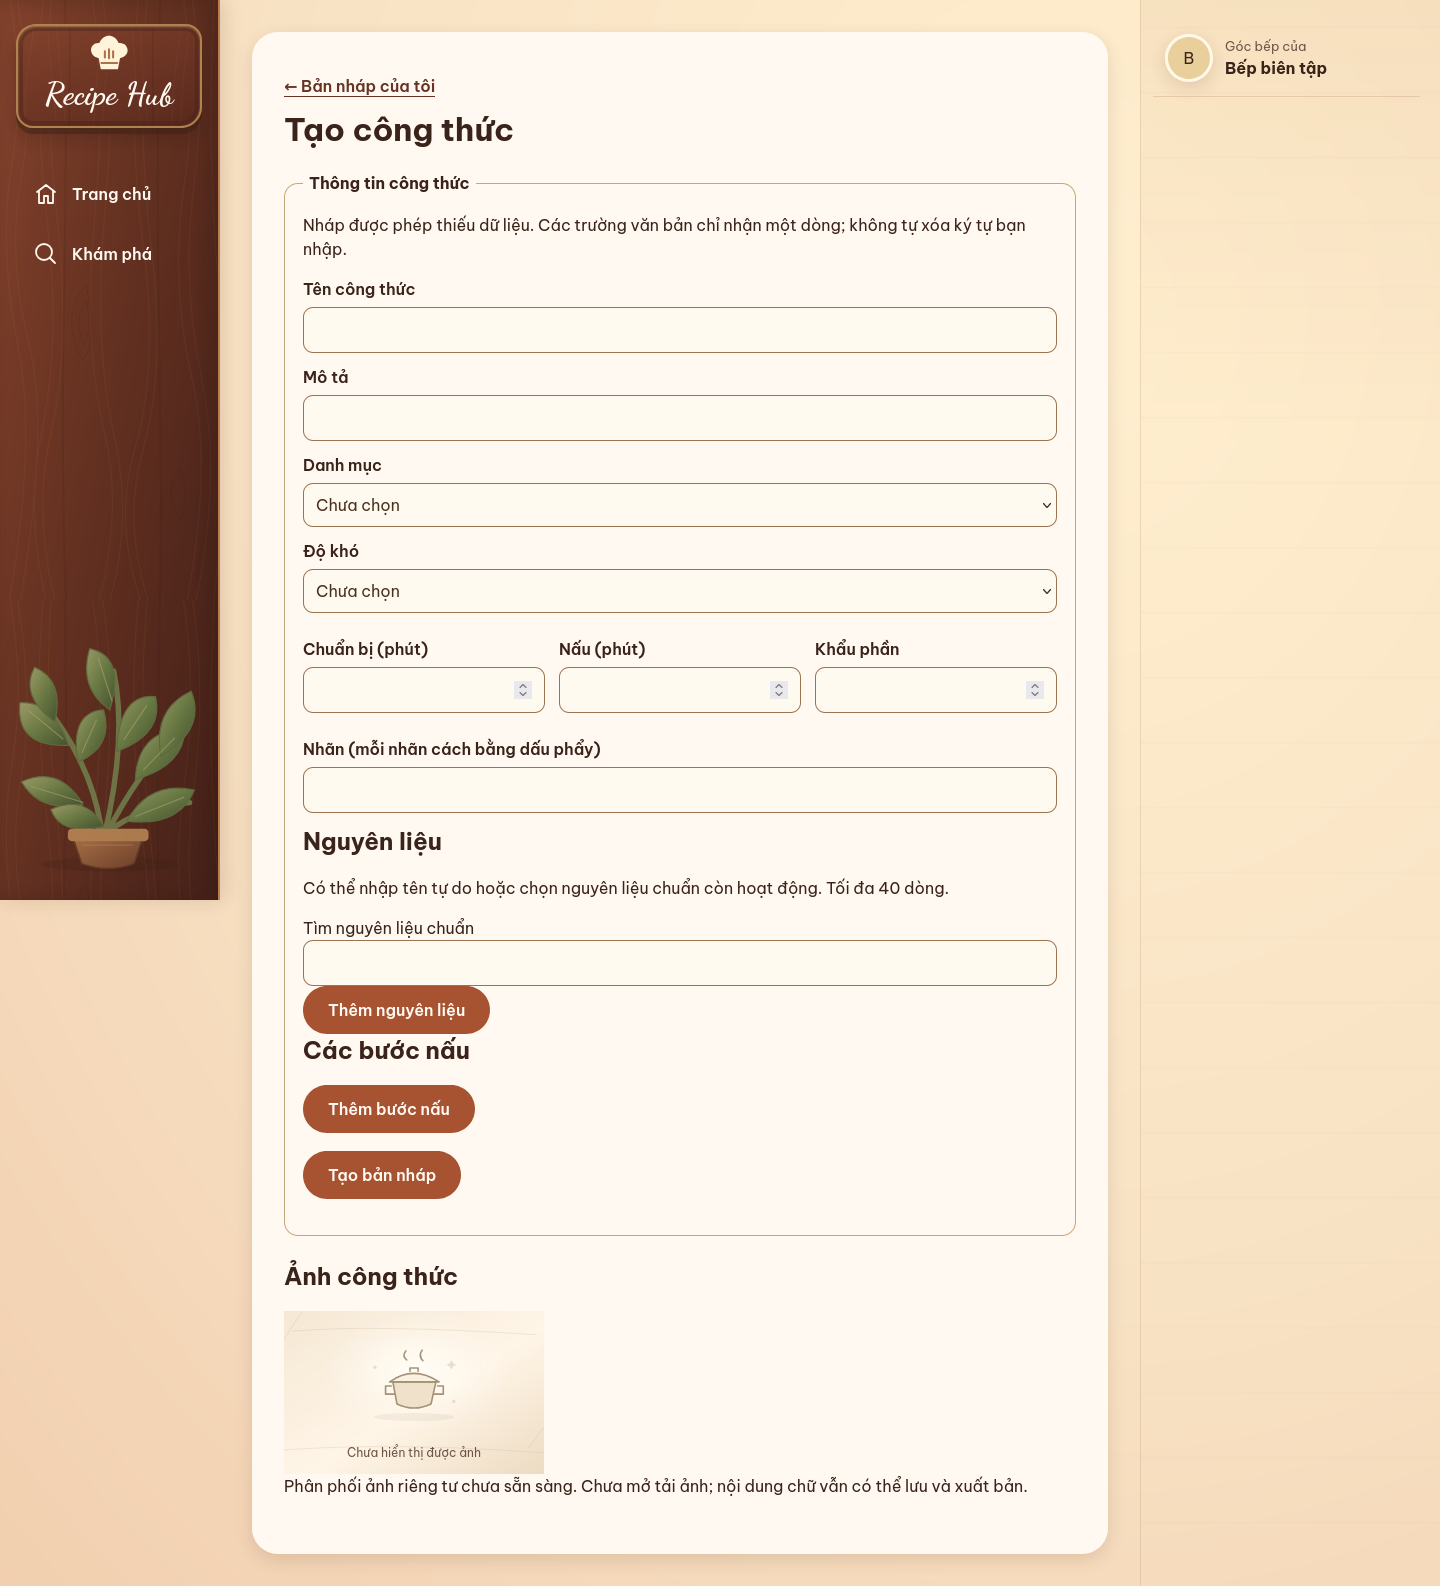 Recipe Hub
Trang chủ
Khám phá
← Bản nháp của tôi
Tạo công thức
Thông tin công thức
Nháp được phép thiếu dữ liệu. Các trường văn bản chỉ nhận một dòng; không tự xóa ký tự bạn
nhập.
Tên công thức
Mô tả
Danh mục
Chưa chọn
Độ khó
Chưa chọn
Chuẩn bị (phút)
Nấu (phút)
Khẩu phần
Nhãn (mỗi nhãn cách bằng dấu phẩy)
Nguyên liệu
Có thể nhập tên tự do hoặc chọn nguyên liệu chuẩn còn hoạt động. Tối đa 40 dòng.
Tìm nguyên liệu chuẩn
Thêm nguyên liệu
Các bước nấu
Thêm bước nấu
Tạo bản nháp
Ảnh công thức
Chưa hiển thị được ảnh
Phân phối ảnh riêng tư chưa sẵn sàng. Chưa mở tải ảnh; nội dung chữ vẫn có thể lưu và xuất bản.
B
Góc bếp của
Bếp biên tập